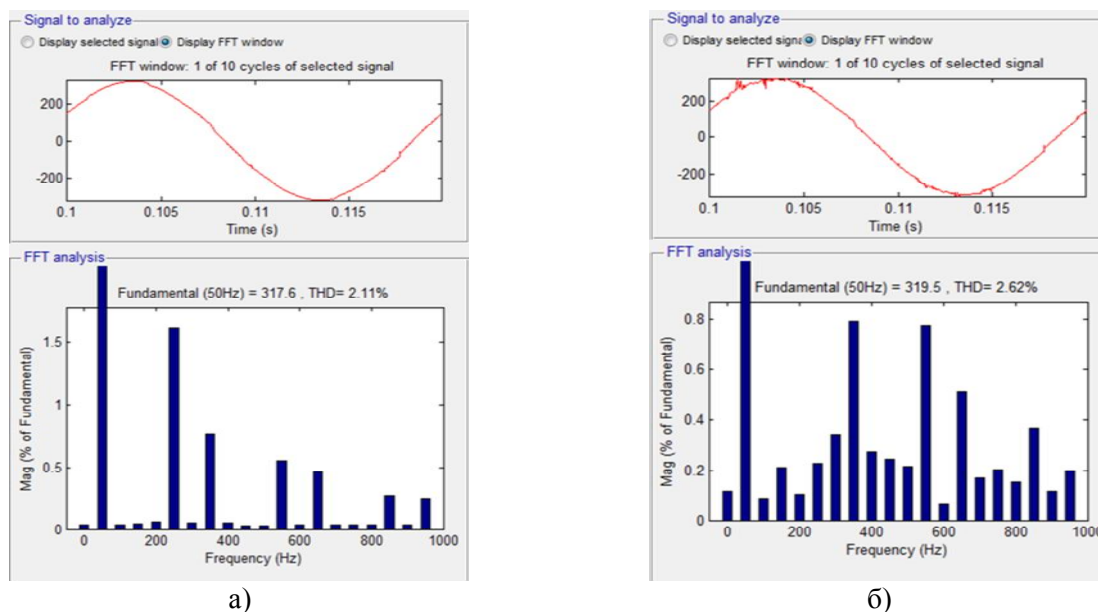 Signal to analyze
Display selected signal Display FFT window
FFT window: 1 of 10 cycles of selected signal
200
0
-200
0.1 0.105 0.11 0.115
Time (s)
FFT analysis
Fundamental (50Hz) = 317.6 , THD= 2.11%
1.5
1
0.5
0
Mag (% of Fundamental)
0 200 400 600 800 1000
Frequency (Hz)
а)
Signal to analyze
Display selected signa Display FFT window
FFT window: 1 of 10 cycles of selected signal
200
0
-200
0.1 0.105 0.11 0.115
Time (s)
FFT analysis
Fundamental (50Hz) = 319.5 , THD= 2.62%
0.8
0.6
0.4
0.2
0
Mag (% of Fundamental)
0 200 400 600 800 1000
Frequency (Hz)
б)